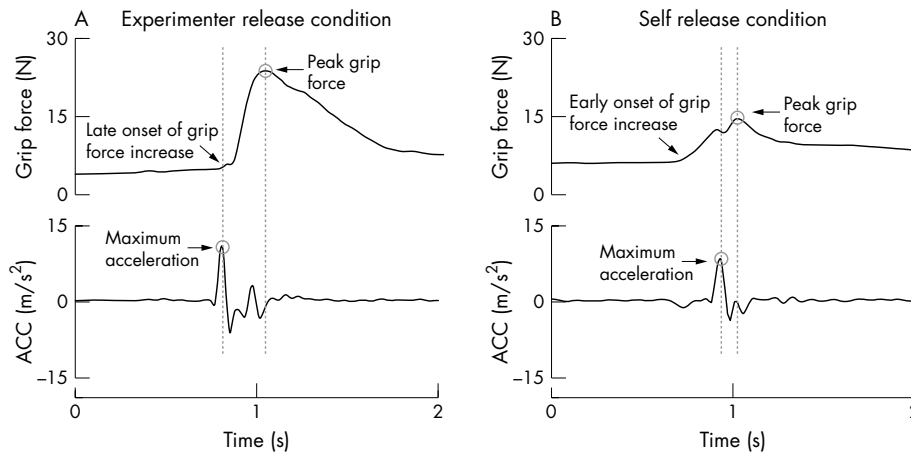 A Experimenter release condition
30
15
0
Grip force (N)
Late onset of grip
force increase
Peak grip
force
15
0
−15
ACC (m/s²)
Maximum
acceleration
0 1 2
Time (s)
B Self release condition
30
15
0
Grip force (N)
Early onset of grip
force increase
Peak grip
force
15
0
−15
ACC (m/s²)
Maximum
acceleration
0 1 2
Time (s)